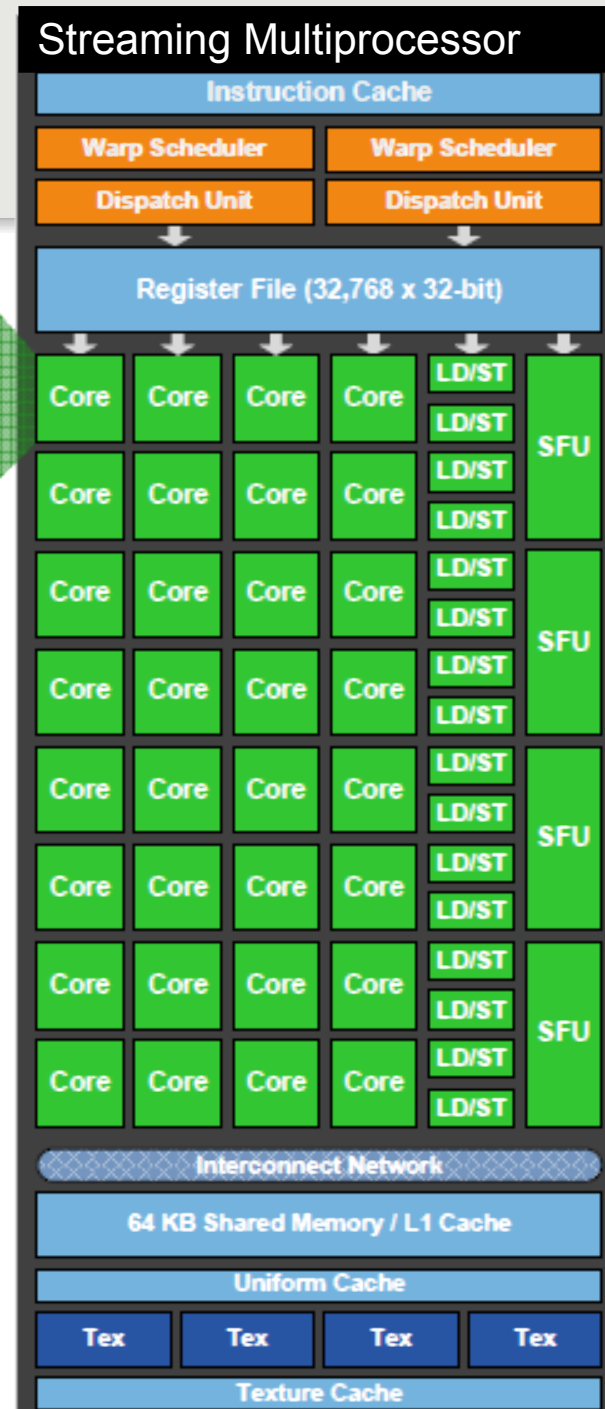 Streaming Multiprocessor
Instruction Cache
Warp Scheduler Warp Scheduler
Dispatch Unit Dispatch Unit
Register File (32,768 x 32-bit)
LD/ST
Core Core Core Core
LD/ST
SFU
LD/ST
Core Core Core Core
LD/ST
LD/ST
Core Core Core Core
LD/ST
SFU
LD/ST
Core Core Core Core
LD/ST
LD/ST
Core Core Core Core
LD/ST
SFU
LD/ST
Core Core Core Core
LD/ST
LD/ST
Core Core Core Core
LD/ST
SFU
LD/ST
Core Core Core Core
LD/ST
Interconnect Network
64 KB Shared Memory / L1 Cache
Uniform Cache
Tex Tex Tex Tex
Texture Cache